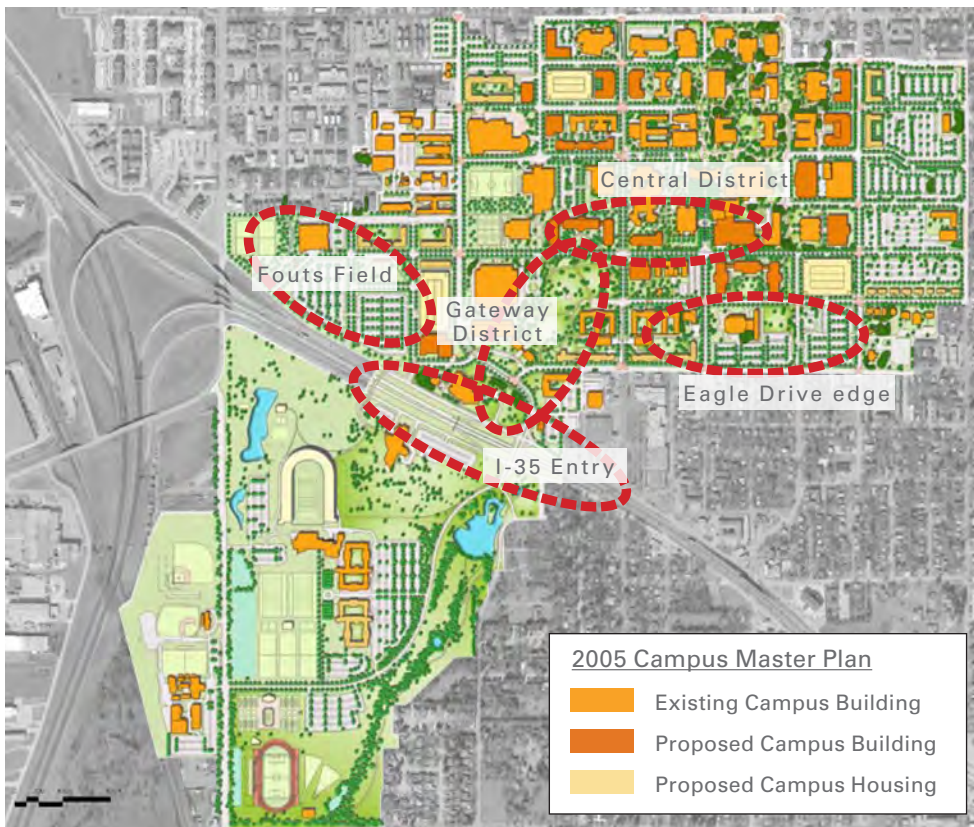 Central District
Fouts Field
Gateway
District
Eagle Drive edge
I-35 Entry
2005 Campus Master Plan
Existing Campus Building
Proposed Campus Building
Proposed Campus Housing